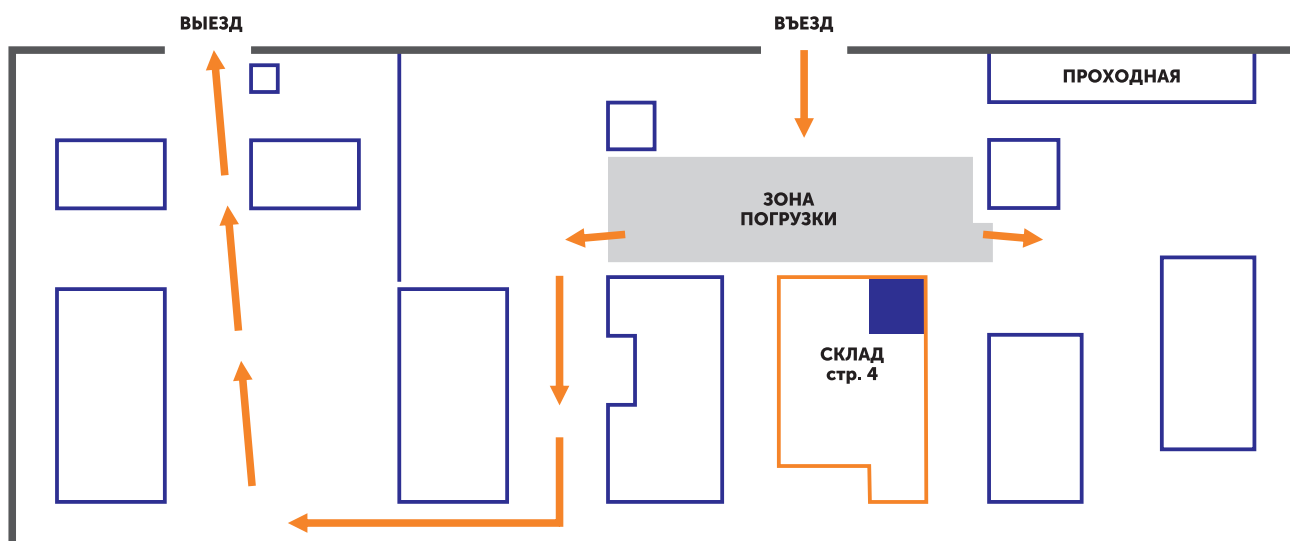 ВЫЕЗД
ВЪЕЗД
ПРОХОДНАЯ
ЗОНА
ПОГРУЗКИ
СКЛАД
стр. 4